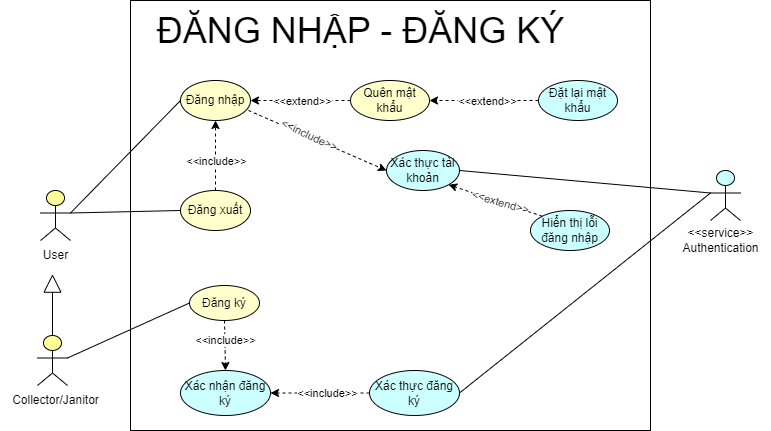 ĐĂNG NHẬP - ĐĂNG KÝ
Đăng nhập
<<extend>>
Quên mật
khẩu
<<extend>>
Đặt lại mật
khẩu
<<include>>
<<include>>
Xác thực tài
khoản
<<extend>>
Đăng xuất
Hiển thị lỗi
đăng nhập
User
<<service>>
Authentication
Đăng ký
<<include>>
Collector/Janitor
Xác nhận đăng
ký
<<include>>
Xác thực đăng
ký